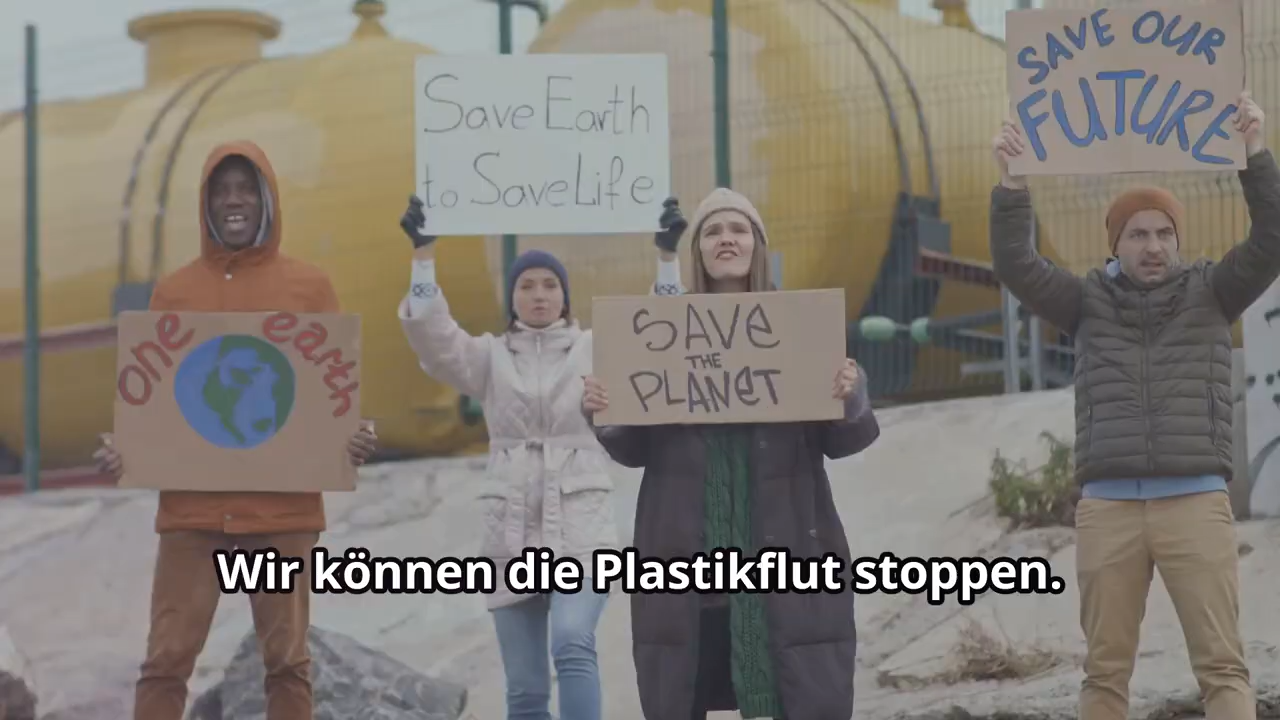 Save Earth
to Save Life
SAVE OUR
FUTURE
one earth
SAVE
THE
PLANET
Wir können die Plastikflut stoppen.